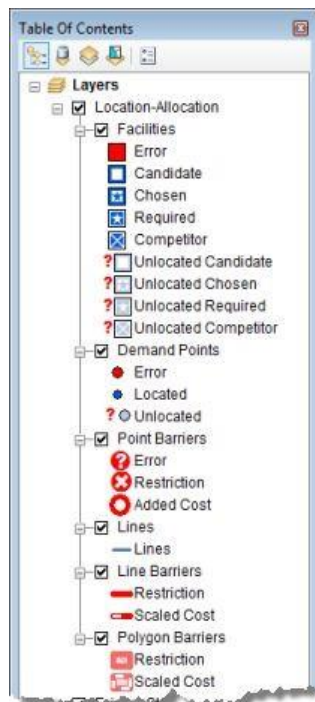 Table Of Contents
Layers
Location-Allocation
Facilities
Error
Candidate
Chosen
Required
Competitor
? Unlocated Candidate
? Unlocated Chosen
? Unlocated Required
? Unlocated Competitor
Demand Points
Error
Located
? Unlocated
Point Barriers
? Error
Restriction
Added Cost
Lines
Lines
Line Barriers
Restriction
Scaled Cost
Polygon Barriers
Restriction
Scaled Cost